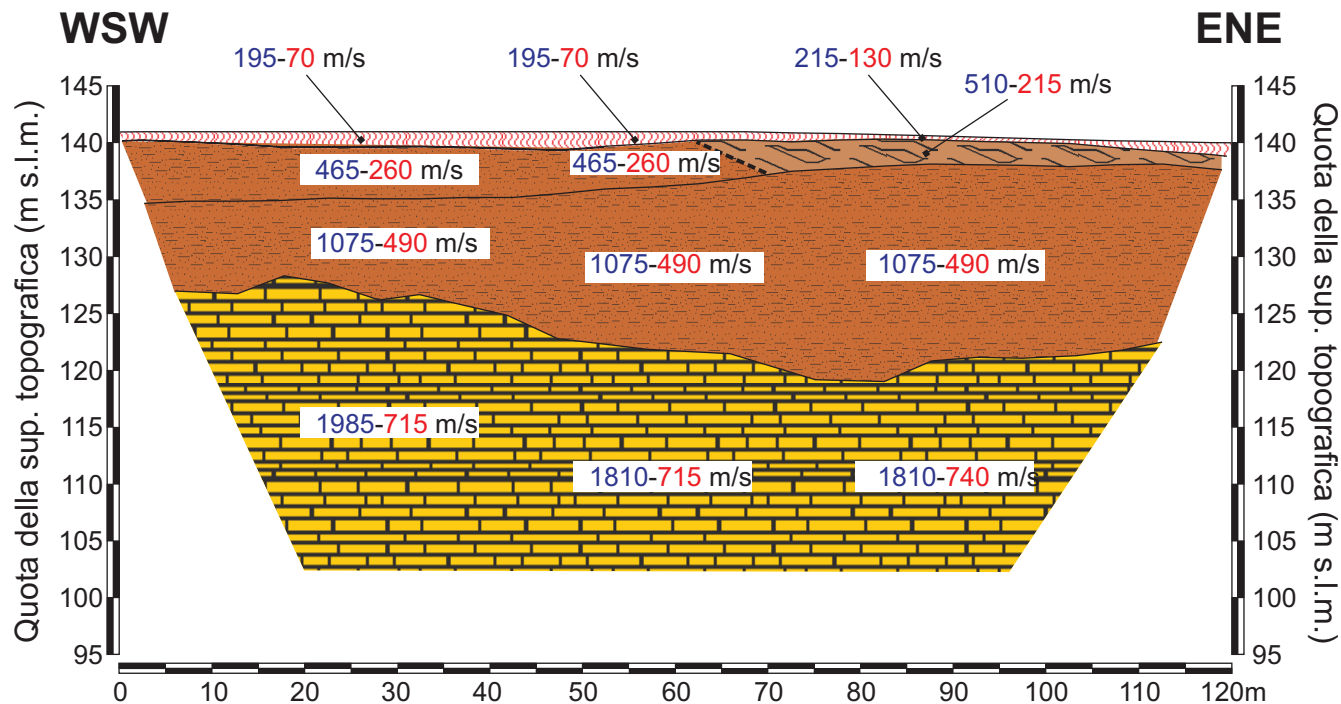 WSW
ENE
195-70 m/s
195-70 m/s
215-130 m/s
510-215 m/s
Quota della sup. topografica (m s.l.m.)
145
140
135
130
125
120
115
110
105
100
95
465-260 m/s
465-260 m/s
1075-490 m/s
1075-490 m/s
1075-490 m/s
1985-715 m/s
1810-715 m/s
1810-740 m/s
145
140
135
130
125
120
115
110
105
100
95
Quota della sup. topografica (m s.l.m.)
0 10 20 30 40 50 60 70 80 90 100 110 120m